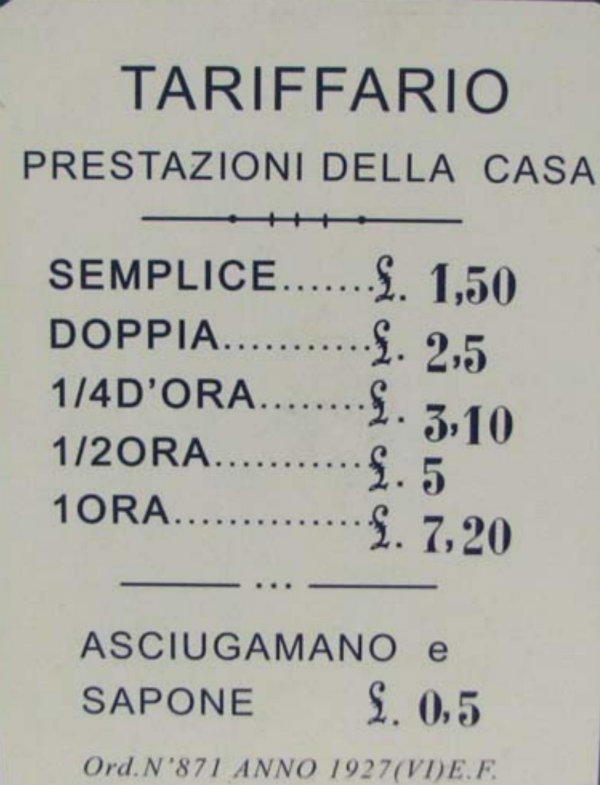 TARIFFARIO
PRESTAZIONI DELLA CASA
SEMPLICE.......£. 1,50
DOPPIA...........£. 2,5
1/4D'ORA........£. 3,10
1/2ORA...........£. 5
1ORA..............£. 7,20
...
ASCIUGAMANO e
SAPONE £. 0,5
Ord.N'871 ANNO 1927(VI)E.F.